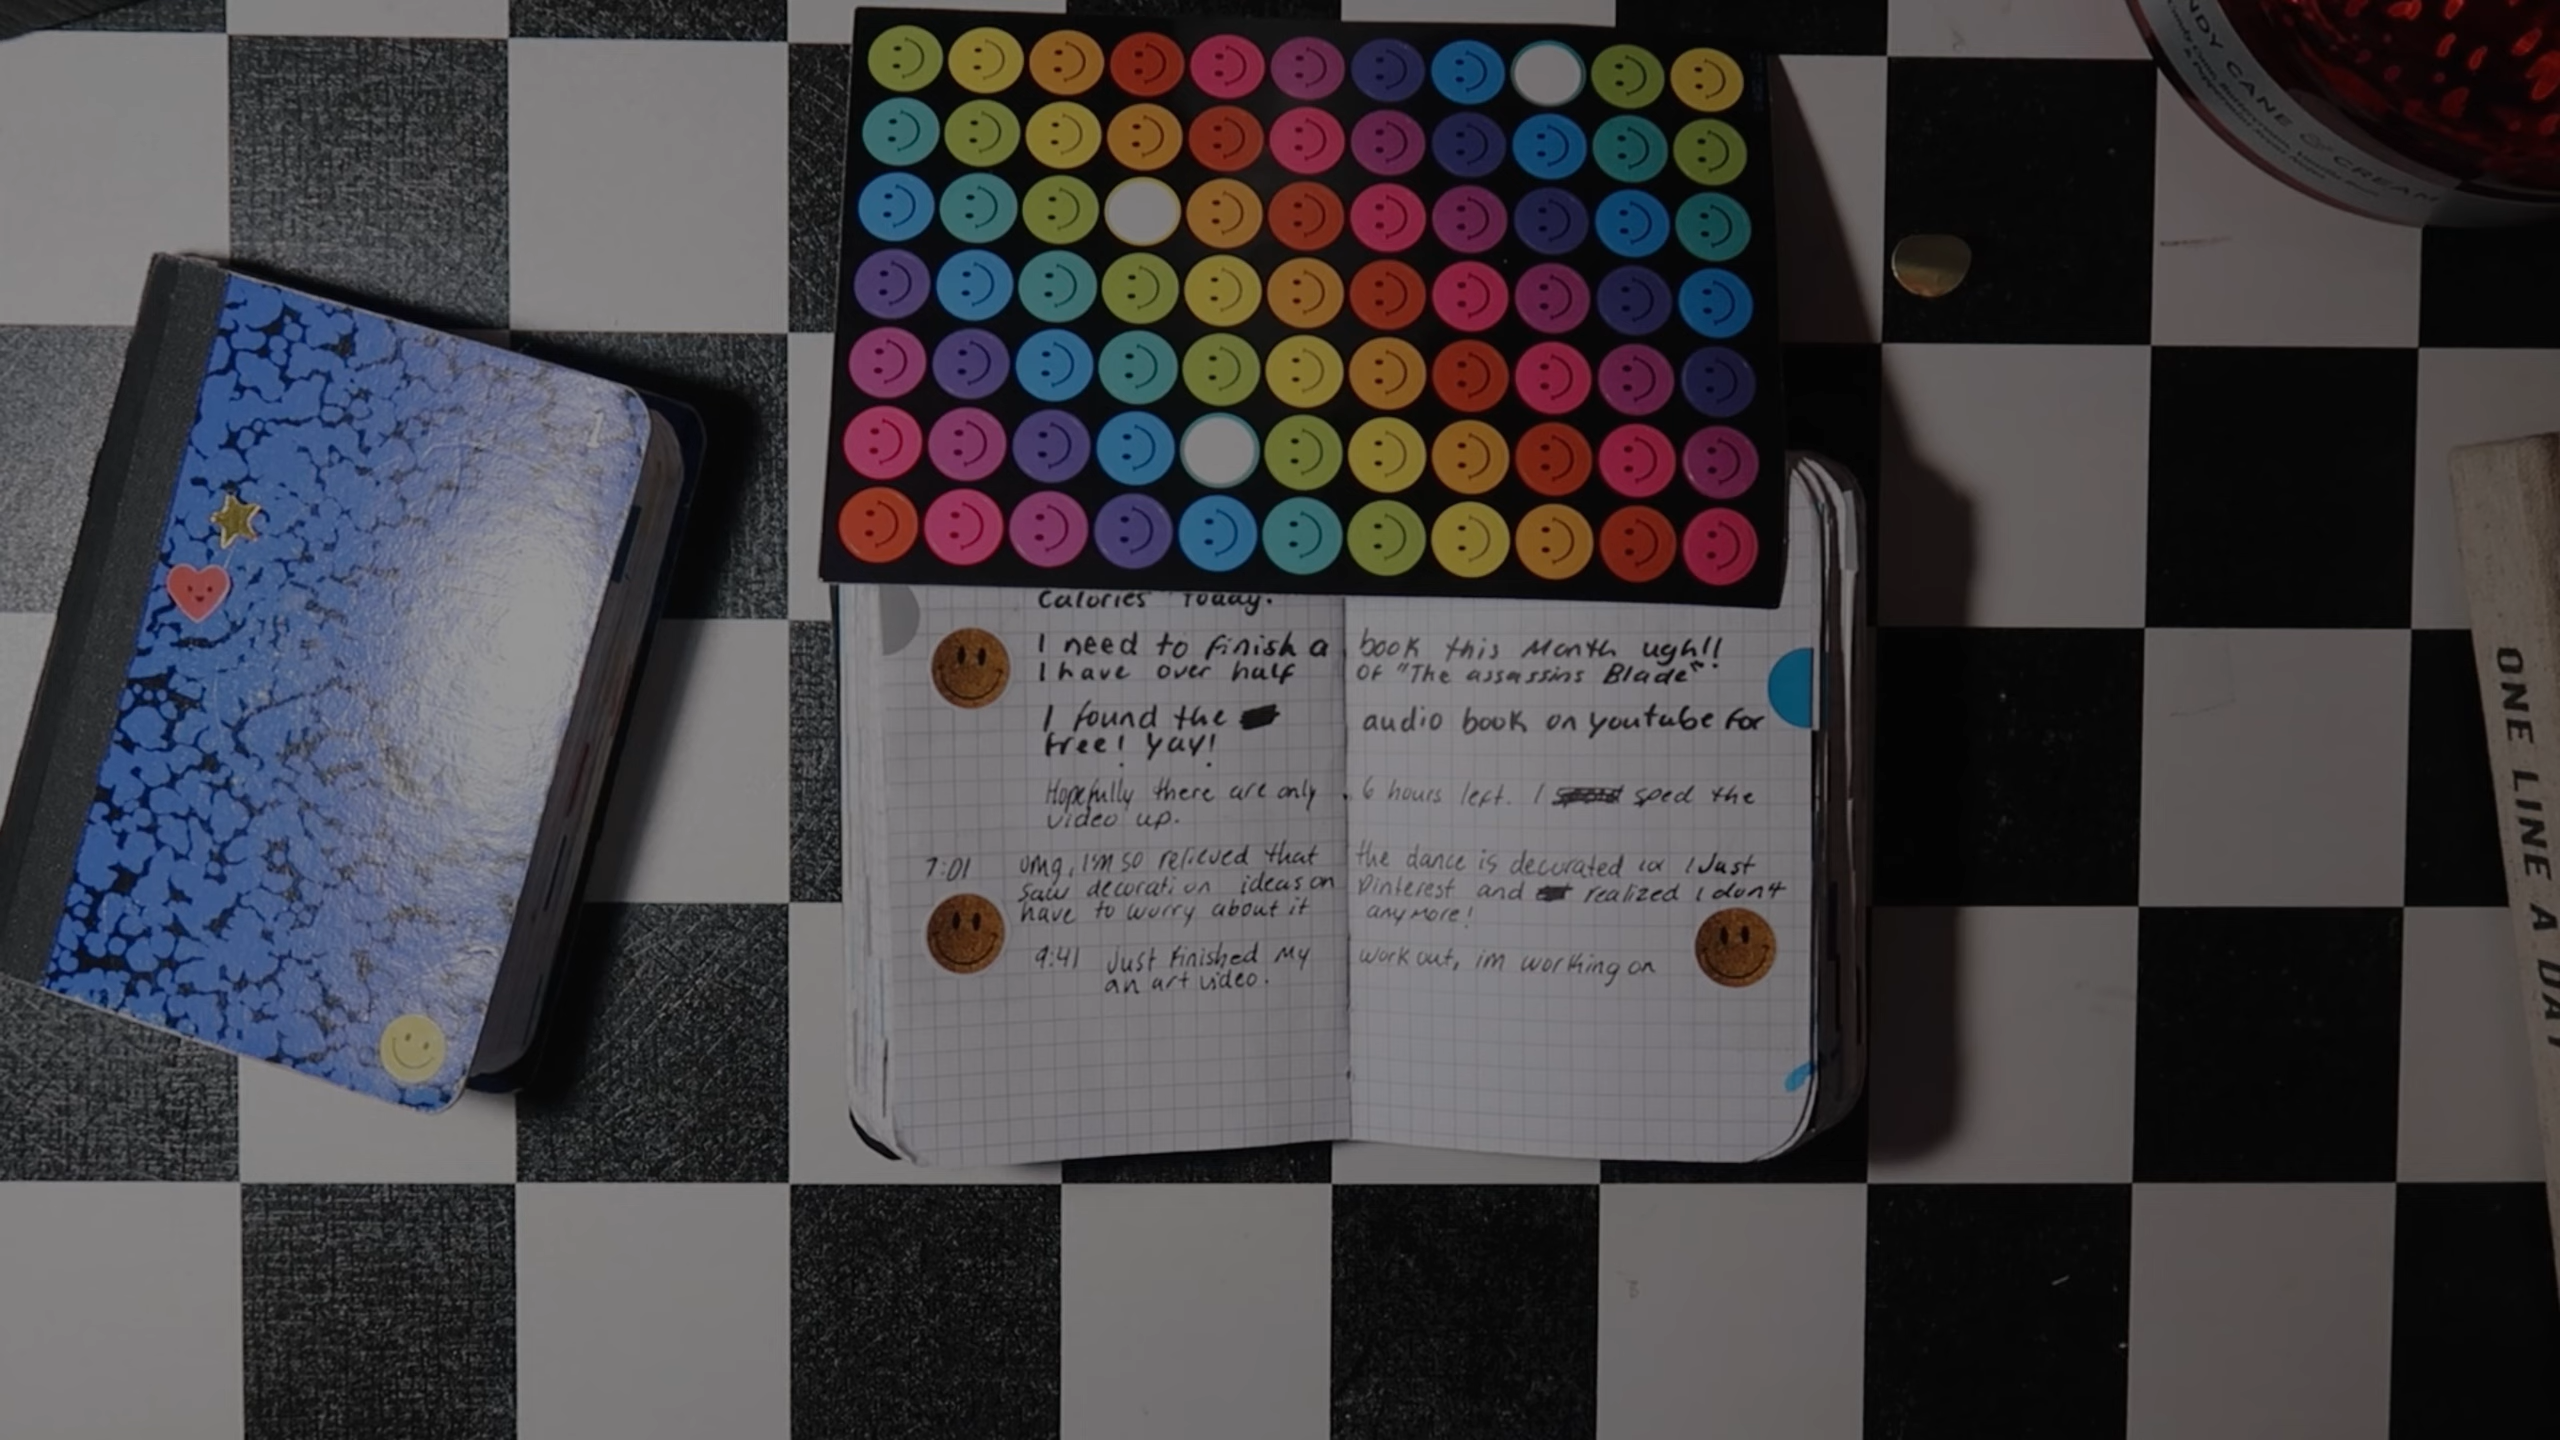 NDY CANE & CREAM
Calories Today.
I need to finish a book this Month ugh!!
I have over half of "The assassins Blade".
I found the audio book on youtube for
free! yay!
Hopefully there are only 6 hours left. I sped the
video up.
7:01 omg, I'm so relieved that the dance is decorated I Just
saw decoration ideas on Pinterest and realized I don't
have to worry about it anymore!
9:41 Just Finished My work out, im working on
an art video.
1
ONE LINE A DAY